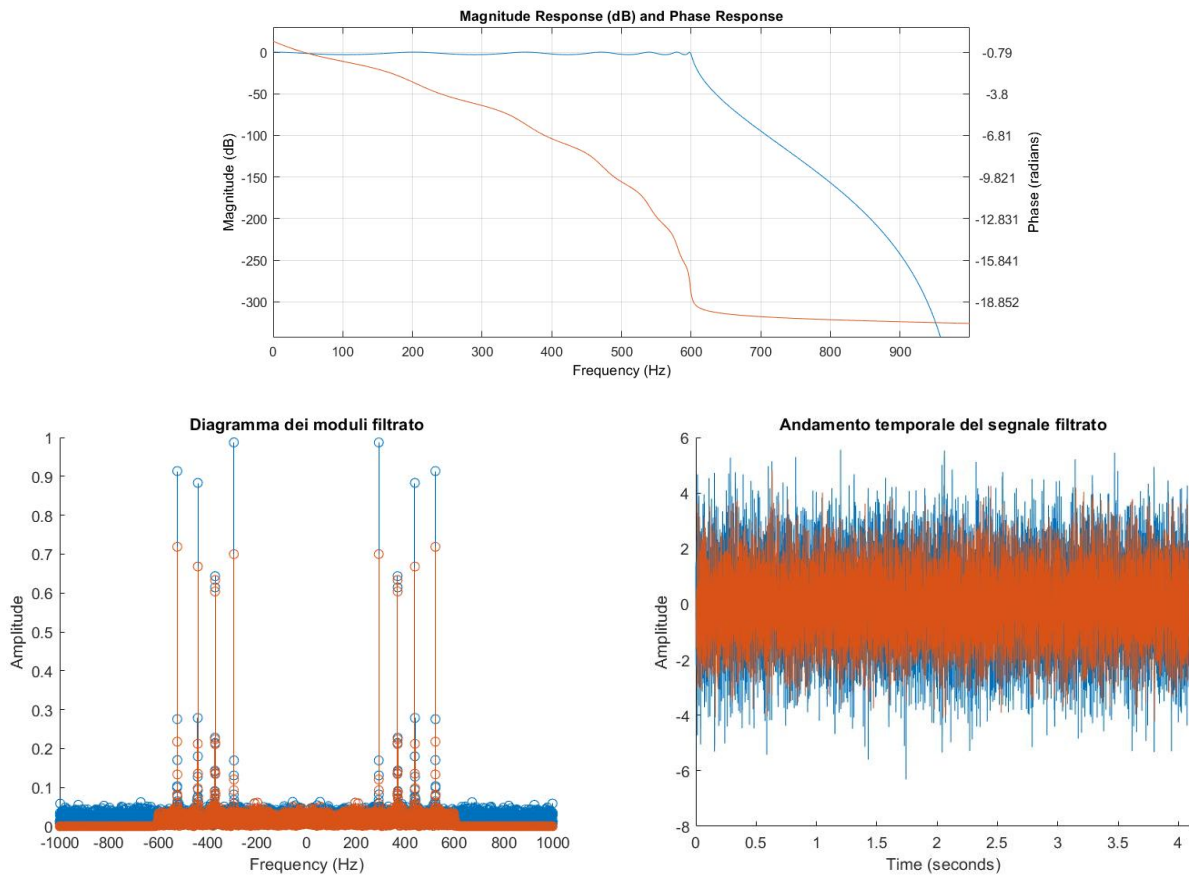 Magnitude Response (dB) and Phase Response
0
-50
-100
-150
-200
-250
-300
Magnitude (dB)
-0.79
-3.8
-6.81
-9.821
-12.831
-15.841
-18.852
Phase (radians)
0 100 200 300 400 500 600 700 800 900
Frequency (Hz)
Diagramma dei moduli filtrato
1
0.9
0.8
0.7
0.6
0.5
0.4
0.3
0.2
0.1
0
Amplitude
-1000 -800 -600 -400 -200 0 200 400 600 800 1000
Frequency (Hz)
Andamento temporale del segnale filtrato
6
4
2
0
-2
-4
-6
-8
Amplitude
0 0.5 1 1.5 2 2.5 3 3.5 4
Time (seconds)